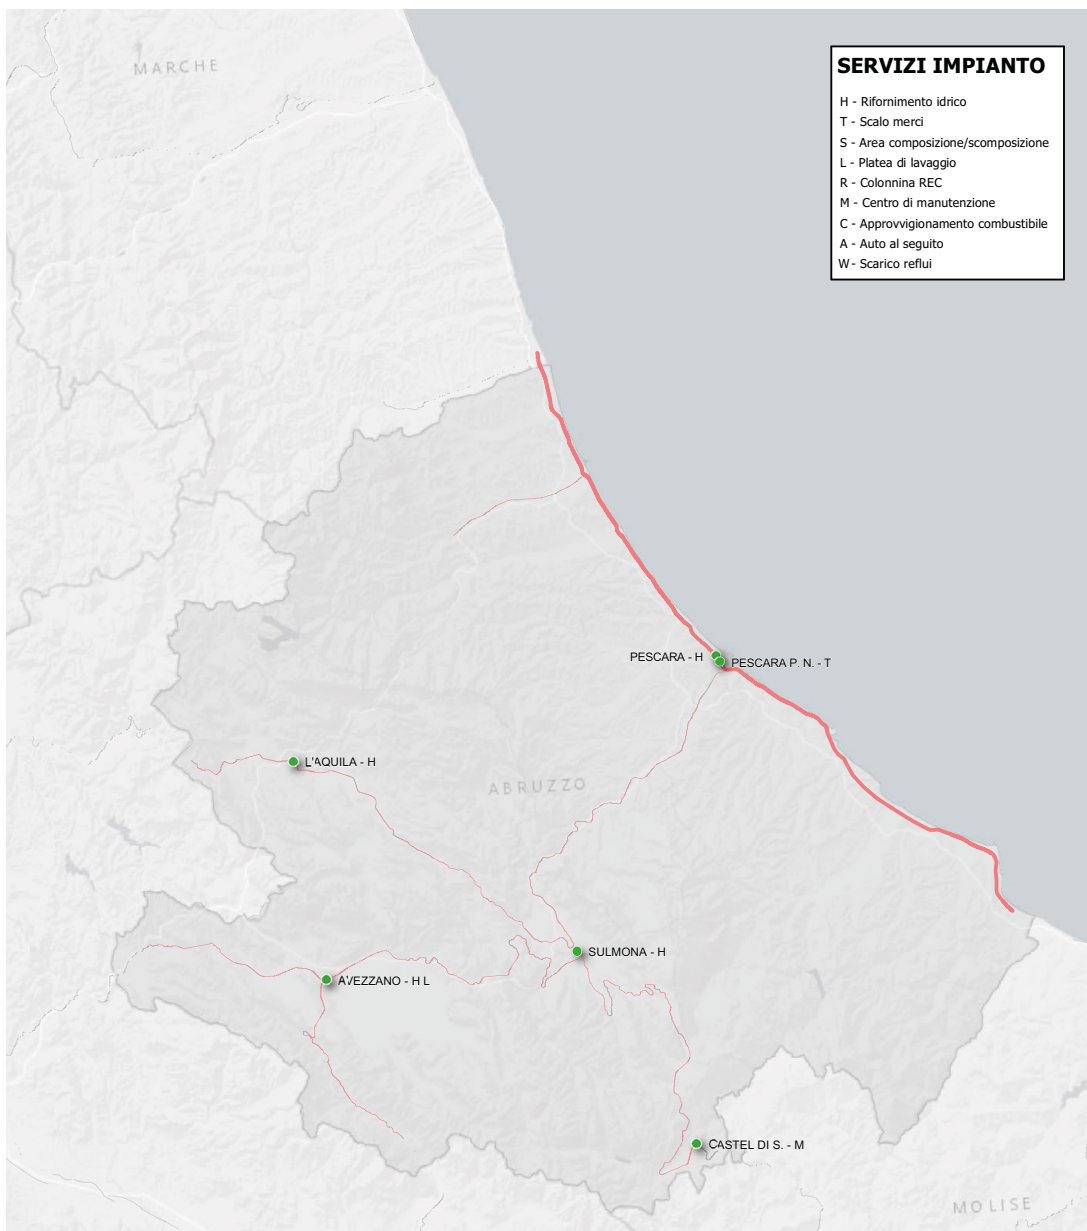 MARCHE
SERVIZI IMPIANTO
H - Rifornimento idrico
T - Scalo merci
S - Area composizione/scomposizione
L - Platea di lavaggio
R - Colonnina REC
M - Centro di manutenzione
C - Approvvigionamento combustibile
A - Auto al seguito
W - Scarico reflui
PESCARA - H
PESCARA P. N. - T
L'AQUILA - H
ABRUZZO
SULMONA - H
AVEZZANO - H L
CASTEL DI S. - M
MOLISE